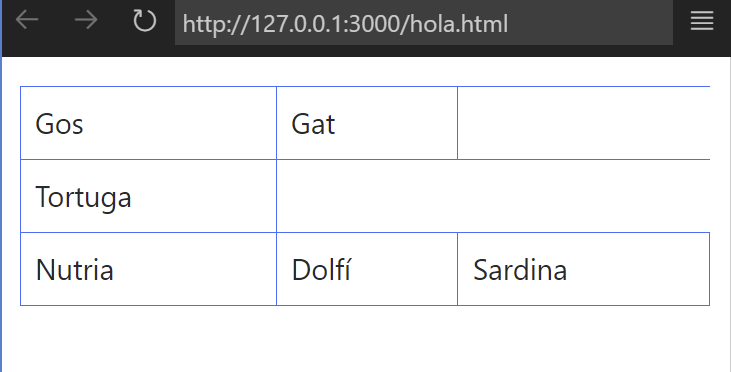 http://127.0.0.1:3000/hola.html
Gos Gat
Tortuga
Nutria Dolfí Sardina